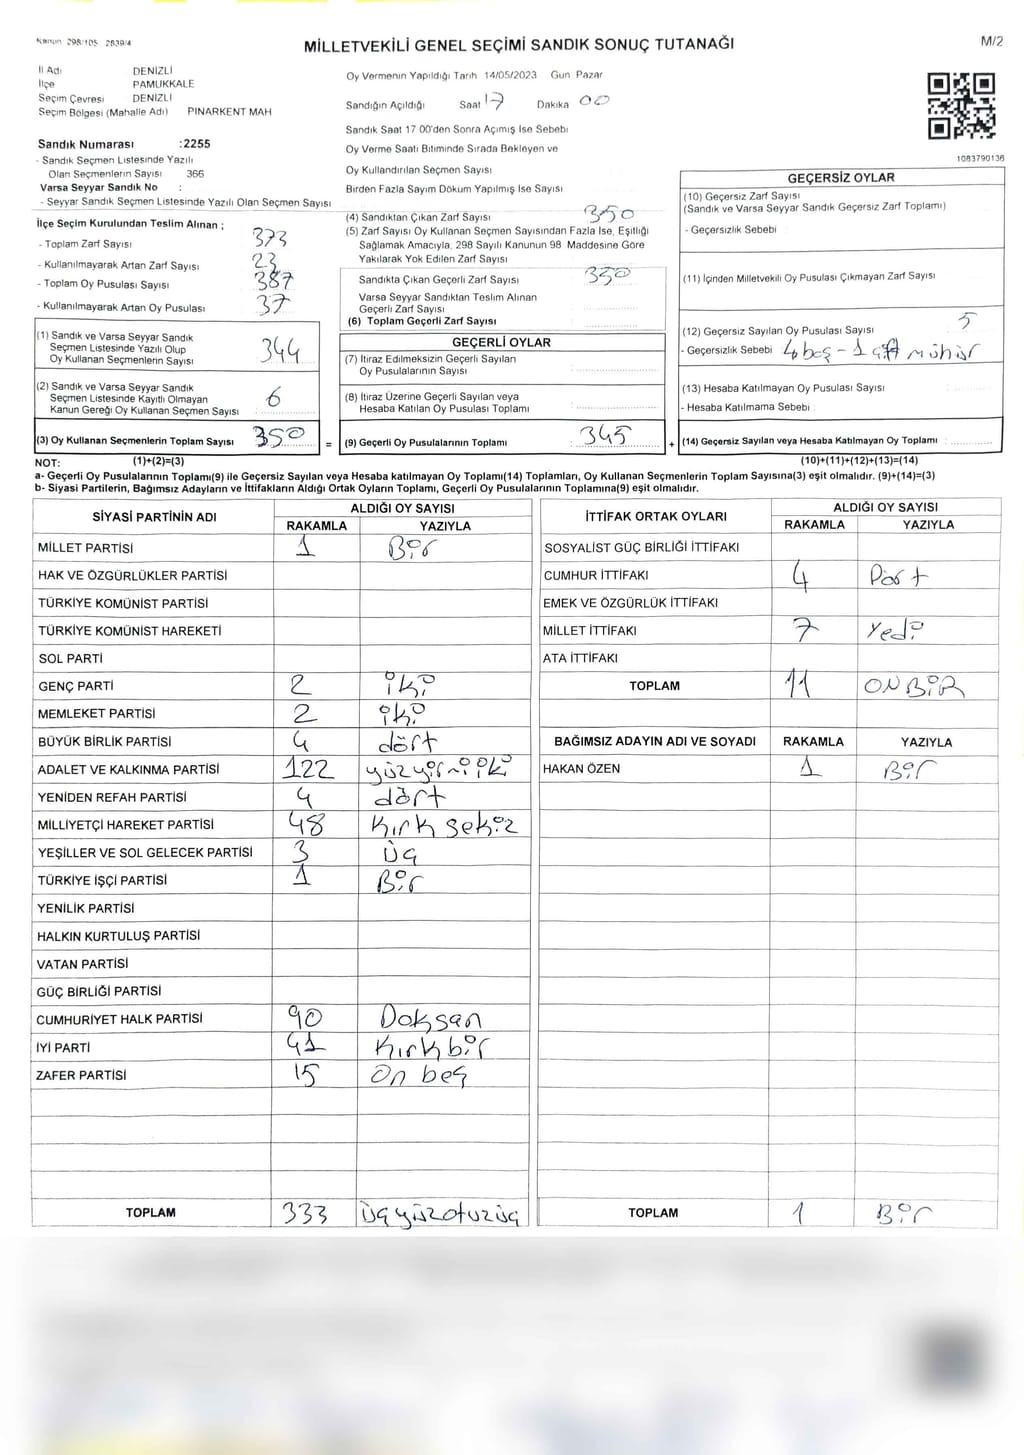 Kanun 298/105 2839/4
MİLLETVEKİLİ GENEL SEÇİMİ SANDIK SONUÇ TUTANAĞI
M/2
İl Adı DENİZLİ
İlçe PAMUKKALE
Seçim Çevresi DENİZLİ
Seçim Bölgesi (Mahalle Adı) PINARKENT MAH
Sandık Numarası :2255
- Sandık Seçmen Listesinde Yazılı
Olan Seçmenlerin Sayısı 366
Varsa Seyyar Sandık No :
- Seyyar Sandık Seçmen Listesinde Yazılı Olan Seçmen Sayısı
Oy Vermenin Yapıldığı Tarih 14/05/2023 Gün Pazar
Sandığın Açıldığı Saat 17 Dakika 00
Sandık Saat 17 00'den Sonra Açımış İse Sebebi
Oy Verme Saati Bitiminde Sırada Bekleyen ve
Oy Kullandırılan Seçmen Sayısı
Birden Fazla Sayım Döküm Yapılmış İse Sayısı
1083790136
İlçe Seçim Kurulundan Teslim Alınan ;
- Toplam Zarf Sayısı 373
- Kullanılmayarak Artan Zarf Sayısı 23
- Toplam Oy Pusulası Sayısı 387
- Kullanılmayarak Artan Oy Pusulası 37
(1) Sandık ve Varsa Seyyar Sandık
Seçmen Listesinde Yazılı Olup
Oy Kullanan Seçmenlerin Sayısı 344
(2) Sandık ve Varsa Seyyar Sandık
Seçmen Listesinde Kayıtlı Olmayan
Kanun Gereği Oy Kullanan Seçmen Sayısı 6
(3) Oy Kullanan Seçmenlerin Toplam Sayısı 350
(4) Sandıktan Çıkan Zarf Sayısı 350
(5) Zarf Sayısı Oy Kullanan Seçmen Sayısından Fazla İse, Eşitliği
Sağlamak Amacıyla, 298 Sayılı Kanunun 98 Maddesine Göre
Yakılarak Yok Edilen Zarf Sayısı
Sandıkta Çıkan Geçerli Zarf Sayısı 350
Varsa Seyyar Sandıktan Teslim Alınan
Geçerli Zarf Sayısı
(6) Toplam Geçerli Zarf Sayısı
GEÇERLİ OYLAR
(7) İtiraz Edilmeksizin Geçerli Sayılan
Oy Pusulalarının Sayısı
(8) İtiraz Üzerine Geçerli Sayılan veya
Hesaba Katılan Oy Pusulası Toplamı
= (9) Geçerli Oy Pusulalarının Toplamı : 345
GEÇERSİZ OYLAR
(10) Geçersiz Zarf Sayısı
(Sandık ve Varsa Seyyar Sandık Geçersiz Zarf Toplamı)
- Geçersizlik Sebebi
(11) İçinden Milletvekili Oy Pusulası Çıkmayan Zarf Sayısı
(12) Geçersiz Sayılan Oy Pusulası Sayısı 5
- Geçersizlik Sebebi 4 boş - 1 çift mühür
(13) Hesaba Katılmayan Oy Pusulası Sayısı
- Hesaba Katılmama Sebebi
+ (14) Geçersiz Sayılan veya Hesaba Katılmayan Oy Toplamı :
NOT: (1)+(2)=(3) (10)+(11)+(12)+(13)=(14)
a- Geçerli Oy Pusulalarının Toplamı(9) ile Geçersiz Sayılan veya Hesaba katılmayan Oy Toplamı(14) Toplamları, Oy Kullanan Seçmenlerin Toplam Sayısına(3) eşit olmalıdır. (9)+(14)=(3)
b- Siyasi Partilerin, Bağımsız Adayların ve İttifakların Aldığı Ortak Oyların Toplamı, Geçerli Oy Pusulalarının Toplamına(9) eşit olmalıdır.
SİYASİ PARTİNİN ADI ALDIĞI OY SAYISI
RAKAMLA YAZIYLA
MİLLET PARTİSİ 1 Bir
HAK VE ÖZGÜRLÜKLER PARTİSİ
TÜRKİYE KOMÜNİST PARTİSİ
TÜRKİYE KOMÜNİST HAREKETİ
SOL PARTİ
GENÇ PARTİ 2 iki
MEMLEKET PARTİSİ 2 iki
BÜYÜK BİRLİK PARTİSİ 4 dört
ADALET VE KALKINMA PARTİSİ 122 yüzyirmiiki
YENİDEN REFAH PARTİSİ 4 dört
MİLLİYETÇİ HAREKET PARTİSİ 48 kırk sekiz
YEŞİLLER VE SOL GELECEK PARTİSİ 3 üç
TÜRKİYE İŞÇİ PARTİSİ 1 Bir
YENİLİK PARTİSİ
HALKIN KURTULUŞ PARTİSİ
VATAN PARTİSİ
GÜÇ BİRLİĞİ PARTİSİ
CUMHURİYET HALK PARTİSİ 90 Doksan
İYİ PARTİ 41 kırk bir
ZAFER PARTİSİ 15 On beş
TOPLAM 333 üçyüzotuzüç
İTTİFAK ORTAK OYLARI ALDIĞI OY SAYISI
RAKAMLA YAZIYLA
SOSYALİST GÜÇ BİRLİĞİ İTTİFAKI
CUMHUR İTTİFAKI 4 Dört
EMEK VE ÖZGÜRLÜK İTTİFAKI
MİLLET İTTİFAKI 7 Yedi
ATA İTTİFAKI
TOPLAM 11 ONBİR
BAĞIMSIZ ADAYIN ADI VE SOYADI RAKAMLA YAZIYLA
HAKAN ÖZEN 1 Bir
TOPLAM 1 Bir